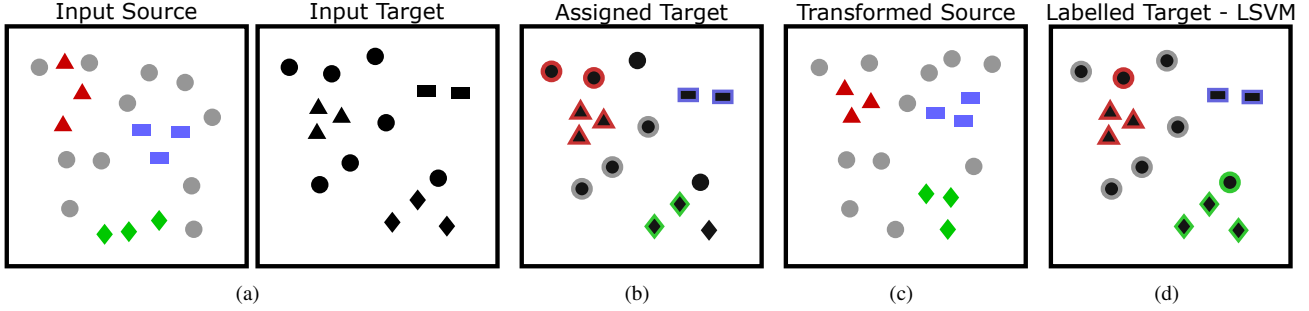 Input Source
Input Target
Assigned Target
Transformed Source
Labelled Target - LSVM
(a)
(b)
(c)
(d)